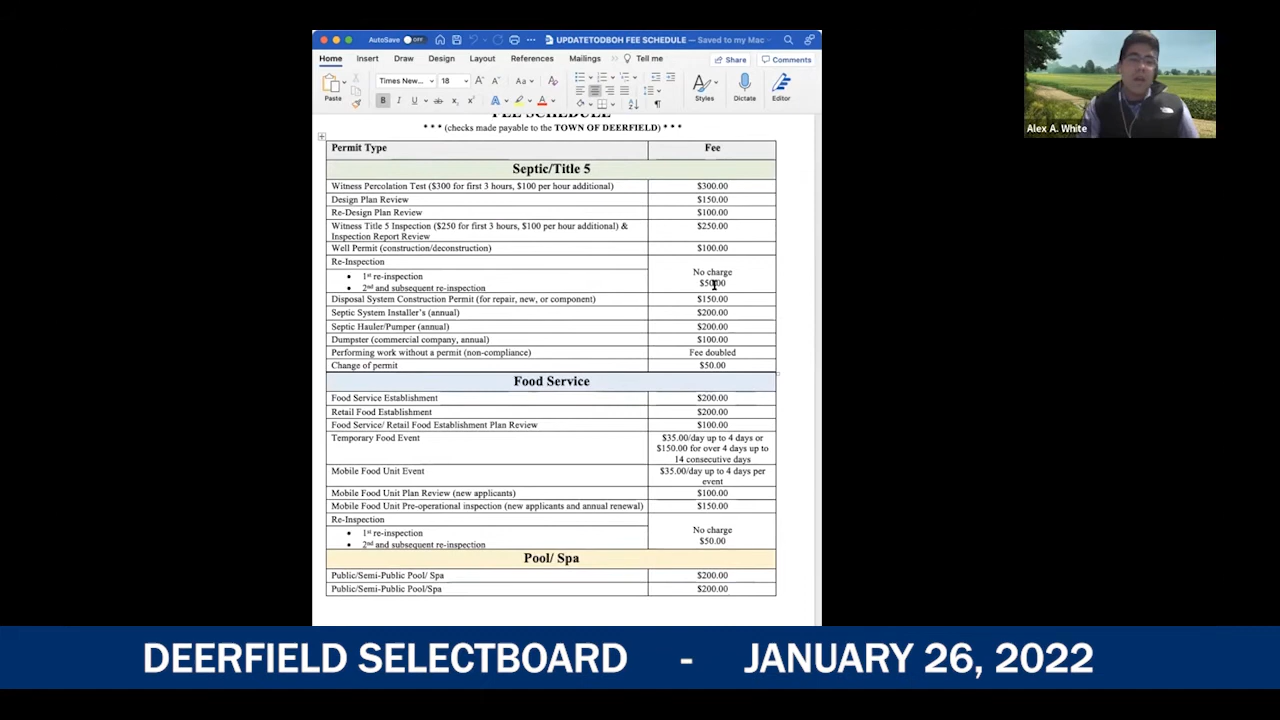 AutoSave OFF UPDATETODBOH FEE SCHEDULE — Saved to my Mac
Home Insert Draw Design Layout References Mailings Tell me Share Comments
Times New... 18 Aa
Paste B I U ab x₂ x² A A Styles Dictate Editor
Alex A. White
FEE SCHEDULE
* * * (checks made payable to the TOWN OF DEERFIELD) * * *
Permit Type Fee
Septic/Title 5
Witness Percolation Test ($300 for first 3 hours, $100 per hour additional) $300.00
Design Plan Review $150.00
Re-Design Plan Review $100.00
Witness Title 5 Inspection ($250 for first 3 hours, $100 per hour additional) & $250.00
Inspection Report Review
Well Permit (construction/deconstruction) $100.00
Re-Inspection
No charge
• 1st re-inspection
$50.00
• 2nd and subsequent re-inspection
Disposal System Construction Permit (for repair, new, or component) $150.00
Septic System Installer's (annual) $200.00
Septic Hauler/Pumper (annual) $200.00
Dumpster (commercial company, annual) $100.00
Performing work without a permit (non-compliance) Fee doubled
Change of permit $50.00
Food Service
Food Service Establishment $200.00
Retail Food Establishment $200.00
Food Service/ Retail Food Establishment Plan Review $100.00
Temporary Food Event $35.00/day up to 4 days or
$150.00 for over 4 days up to
14 consecutive days
Mobile Food Unit Event $35.00/day up to 4 days per
event
Mobile Food Unit Plan Review (new applicants) $100.00
Mobile Food Unit Pre-operational inspection (new applicants and annual renewal) $150.00
Re-Inspection
No charge
• 1st re-inspection
$50.00
• 2nd and subsequent re-inspection
Pool/ Spa
Public/Semi-Public Pool/ Spa $200.00
Public/Semi-Public Pool/Spa $200.00
DEERFIELD SELECTBOARD - JANUARY 26, 2022